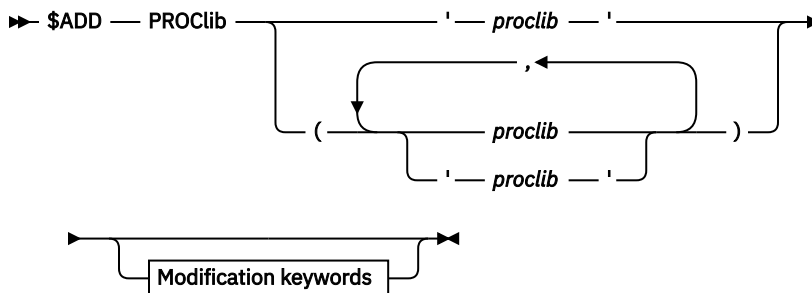 $ADD PROClib ' proclib '
,
( proclib )
' proclib '
Modification keywords